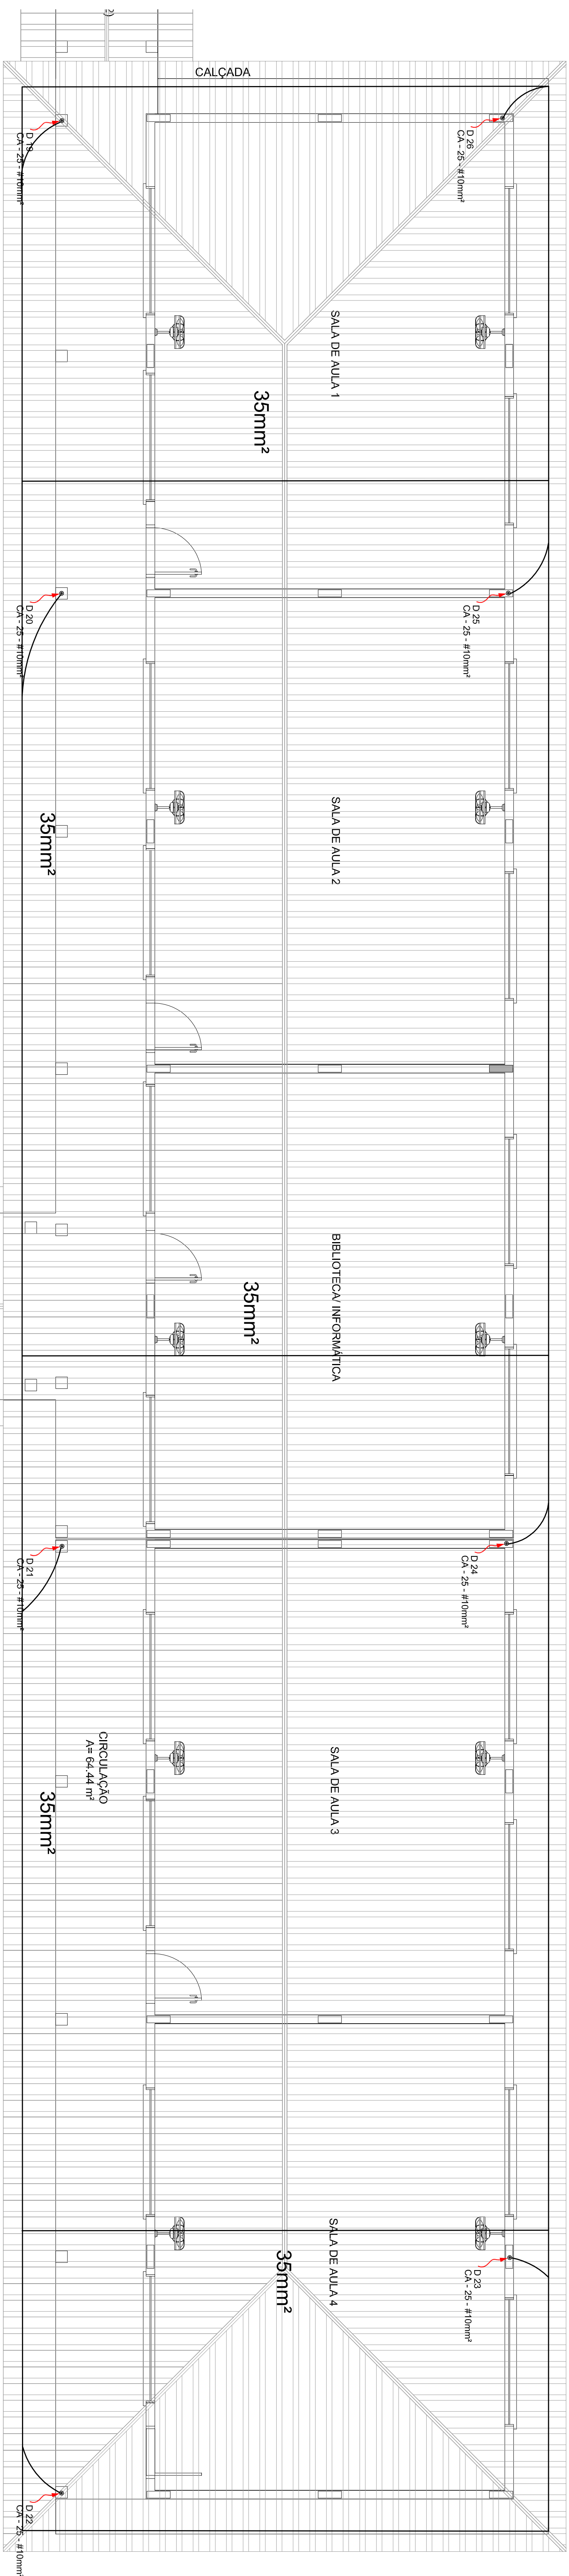 CALÇADA
D 19
CA - 25 - #10mm²
D 26
CA - 25 - #10mm²
SALA DE AULA 1
35mm²
D 20
CA - 25 - #10mm²
D 25
CA - 25 - #10mm²
SALA DE AULA 2
35mm²
BIBLIOTECA/ INFORMÁTICA
35mm²
D 21
CA - 25 - #10mm²
D 24
CA - 25 - #10mm²
CIRCULAÇÃO
A= 64,44 m²
SALA DE AULA 3
35mm²
SALA DE AULA 4
35mm²
D 23
CA - 25 - #10mm²
D 22
CA - 25 - #10mm²